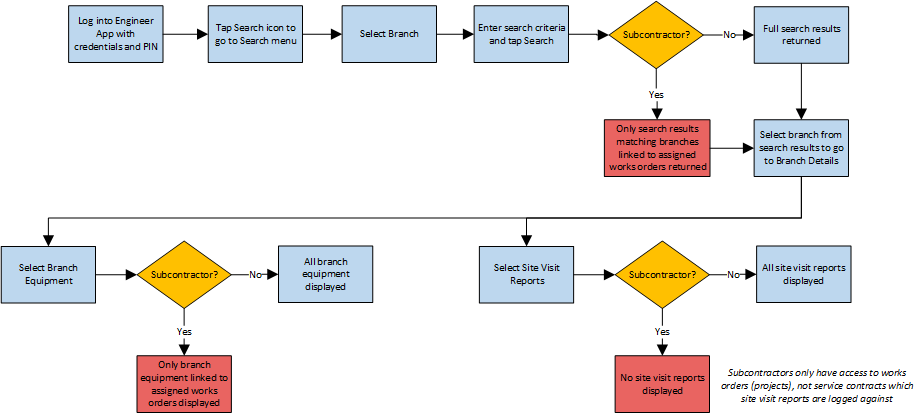 Log into Engineer
App with
credentials and PIN
Tap Search icon to
go to Search menu
Select Branch
Enter search criteria
and tap Search
Subcontractor?
No
Full search results
returned
Yes
Only search results
matching branches
linked to assigned
works orders returned
Select branch from
search results to go
to Branch Details
Select Branch
Equipment
Subcontractor?
No
All branch
equipment
displayed
Yes
Only branch
equipment linked to
assigned works
orders displayed
Select Site Visit
Reports
Subcontractor?
No
All site visit reports
displayed
Yes
No site visit reports
displayed
Subcontractors only have access to works
orders (projects), not service contracts which
site visit reports are logged against